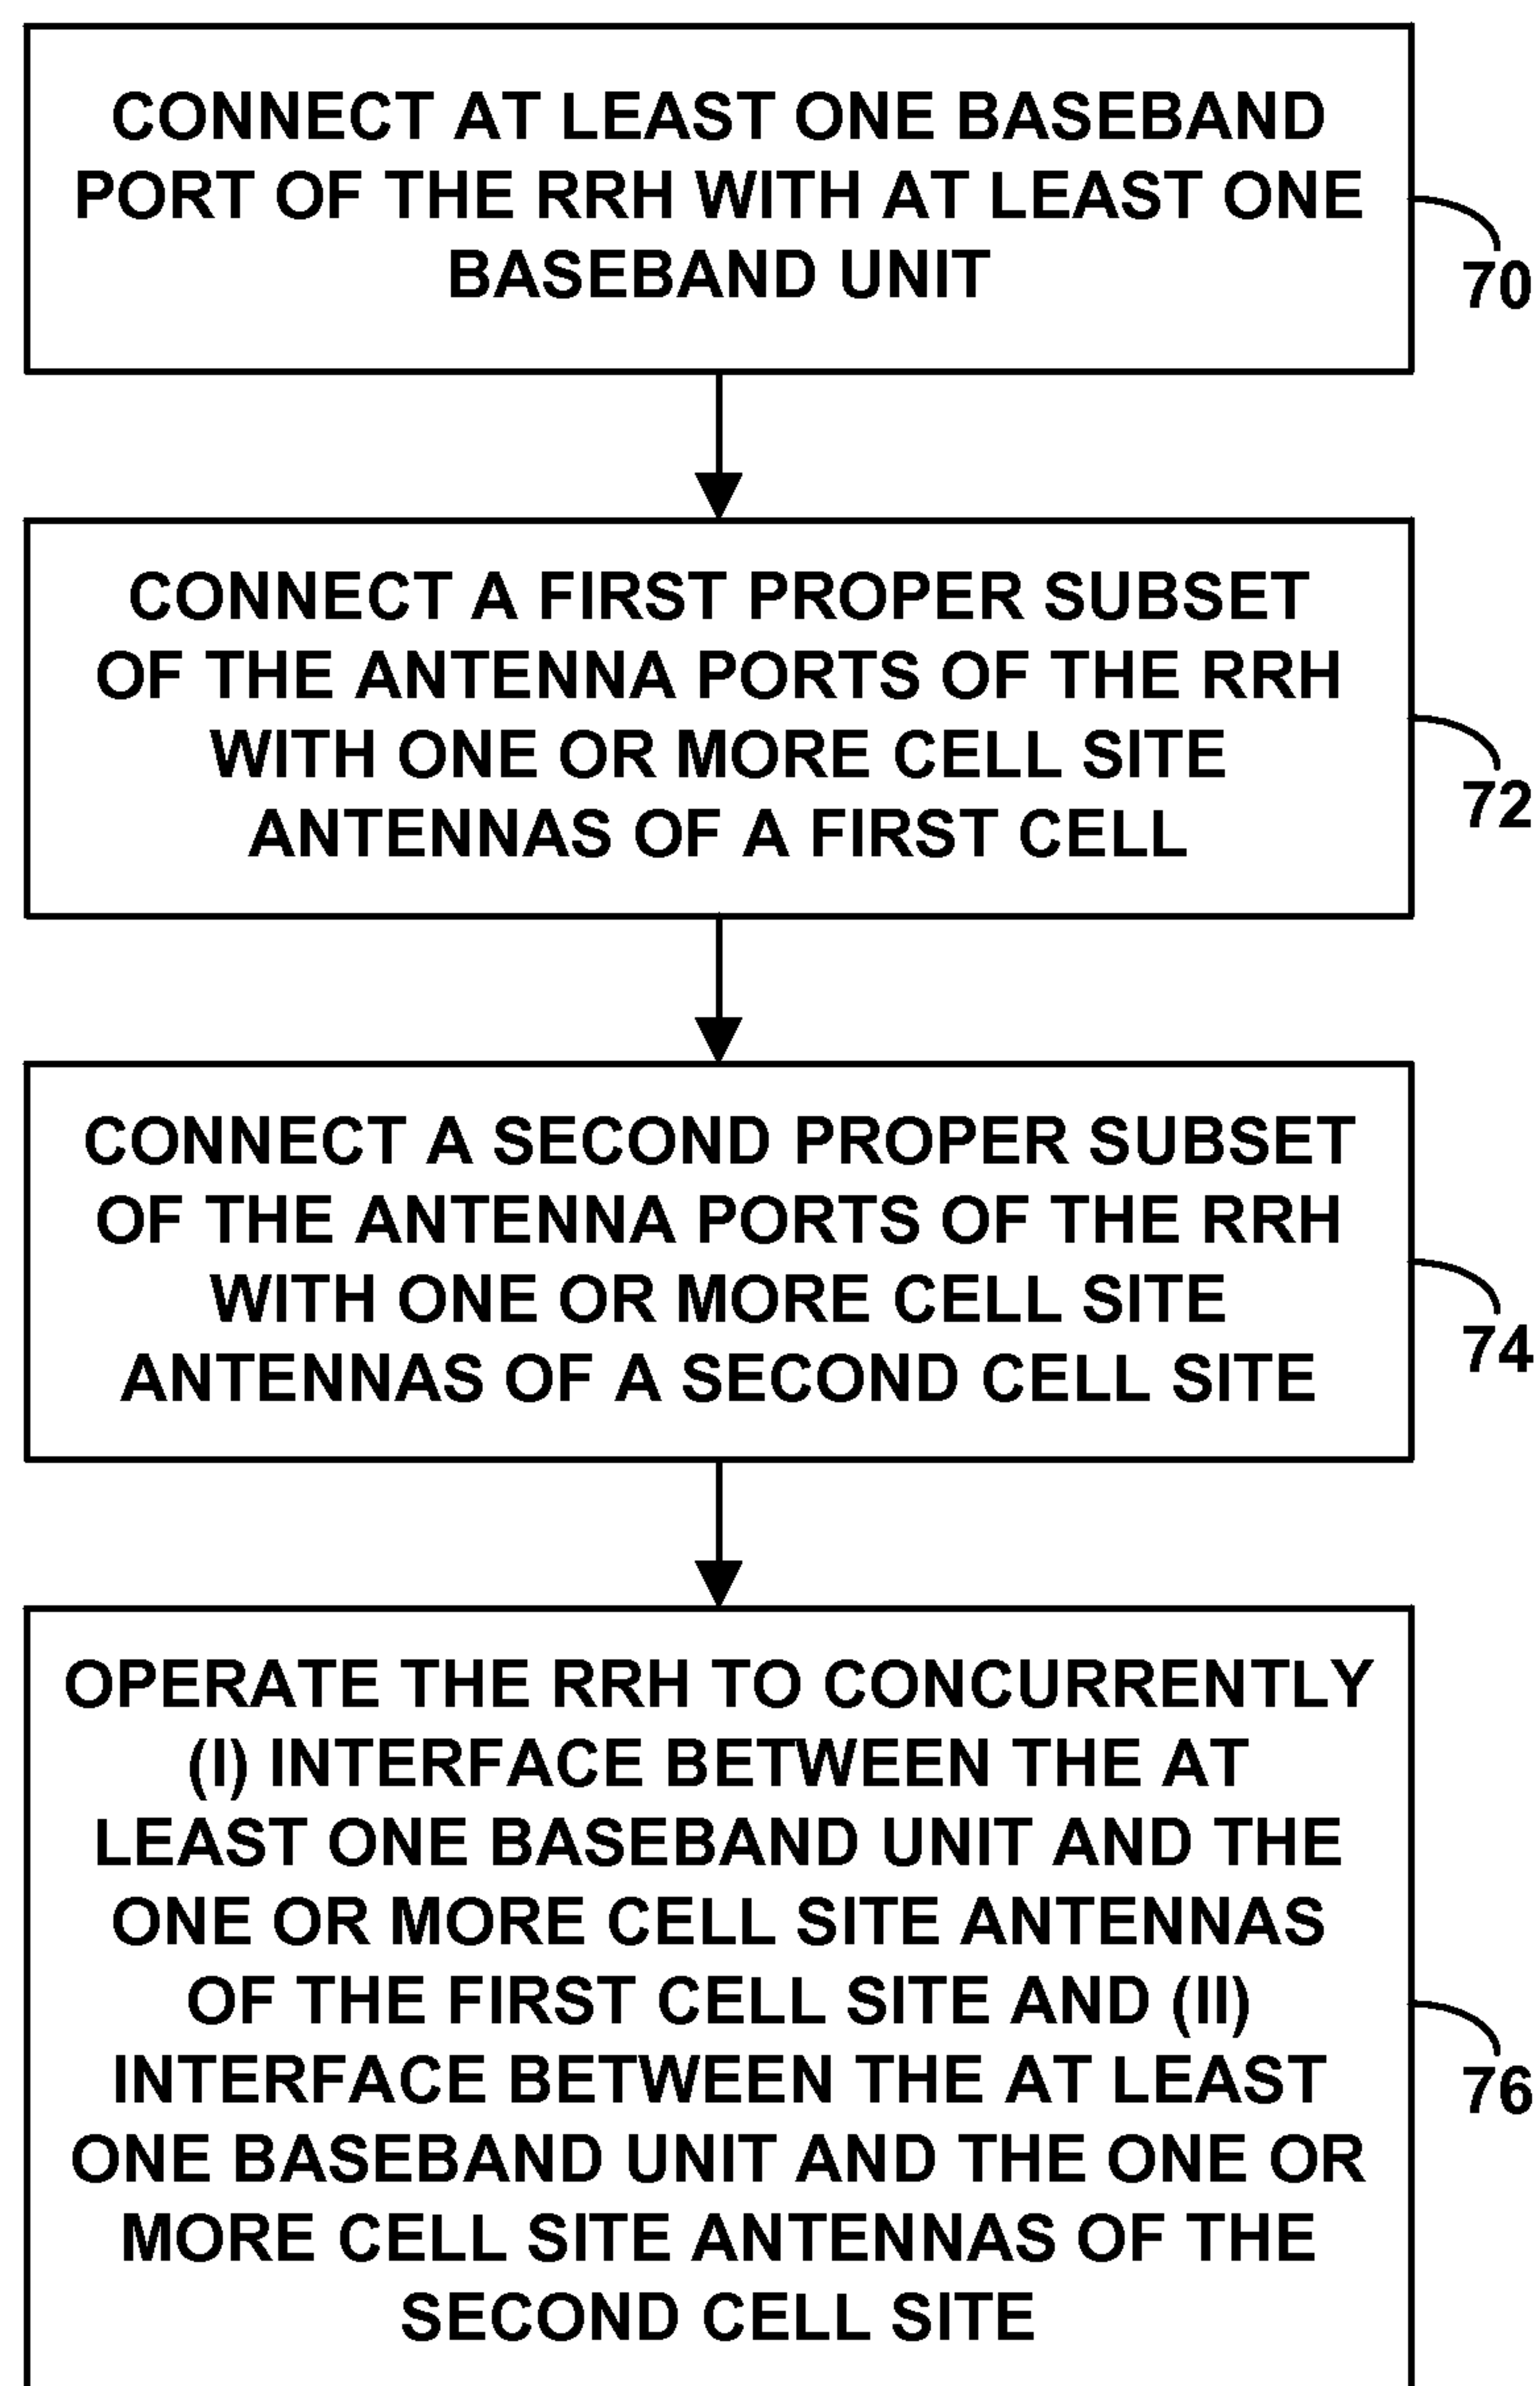 CONNECT AT LEAST ONE BASEBAND
PORT OF THE RRH WITH AT LEAST ONE
BASEBAND UNIT
70
CONNECT A FIRST PROPER SUBSET
OF THE ANTENNA PORTS OF THE RRH
WITH ONE OR MORE CELL SITE
ANTENNAS OF A FIRST CELL
72
CONNECT A SECOND PROPER SUBSET
OF THE ANTENNA PORTS OF THE RRH
WITH ONE OR MORE CELL SITE
ANTENNAS OF A SECOND CELL SITE
74
OPERATE THE RRH TO CONCURRENTLY
(I) INTERFACE BETWEEN THE AT
LEAST ONE BASEBAND UNIT AND THE
ONE OR MORE CELL SITE ANTENNAS
OF THE FIRST CELL SITE AND (II)
INTERFACE BETWEEN THE AT LEAST
ONE BASEBAND UNIT AND THE ONE OR
MORE CELL SITE ANTENNAS OF THE
SECOND CELL SITE
76